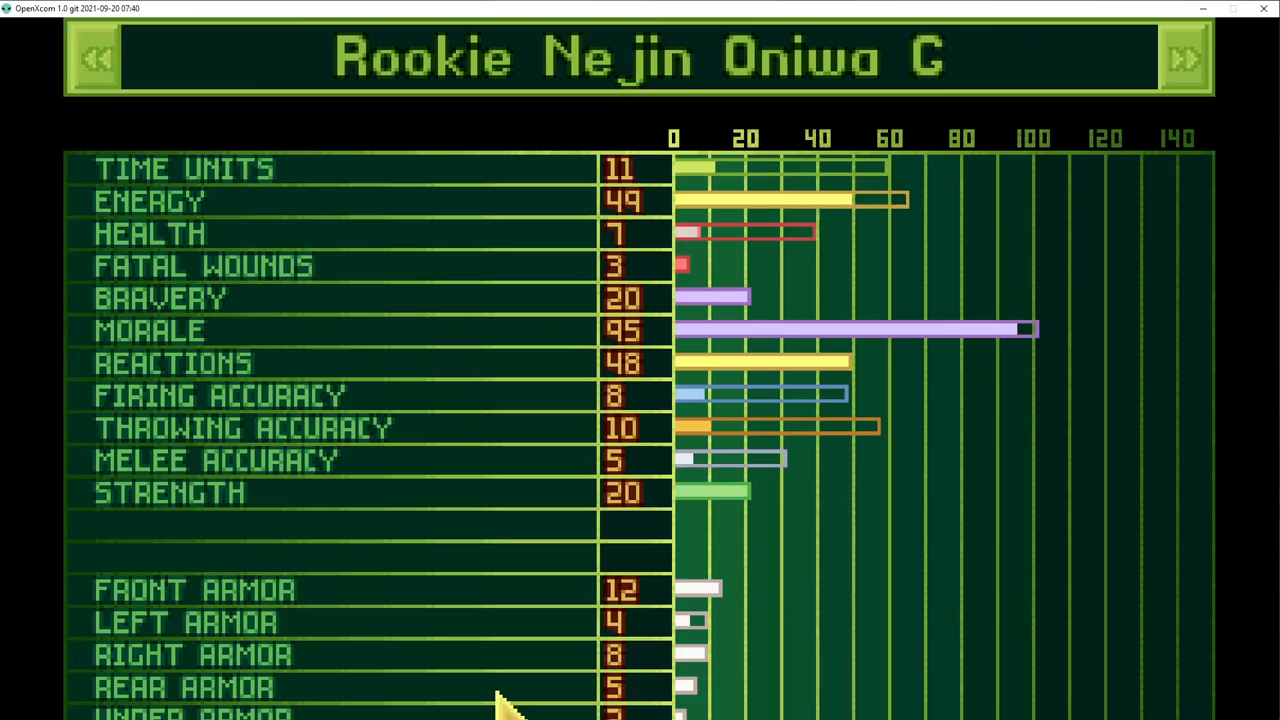 OpenXcom 1.0 git 2021-09-20 07:40
Rookie Nejin Oniwa G
0 20 40 60 80 100 120 140
TIME UNITS 11
ENERGY 49
HEALTH 7
FATAL WOUNDS 3
BRAVERY 20
MORALE 95
REACTIONS 48
FIRING ACCURACY 8
THROWING ACCURACY 10
MELEE ACCURACY 5
STRENGTH 20
FRONT ARMOR 12
LEFT ARMOR 4
RIGHT ARMOR 8
REAR ARMOR 5
UNDER ARMOR